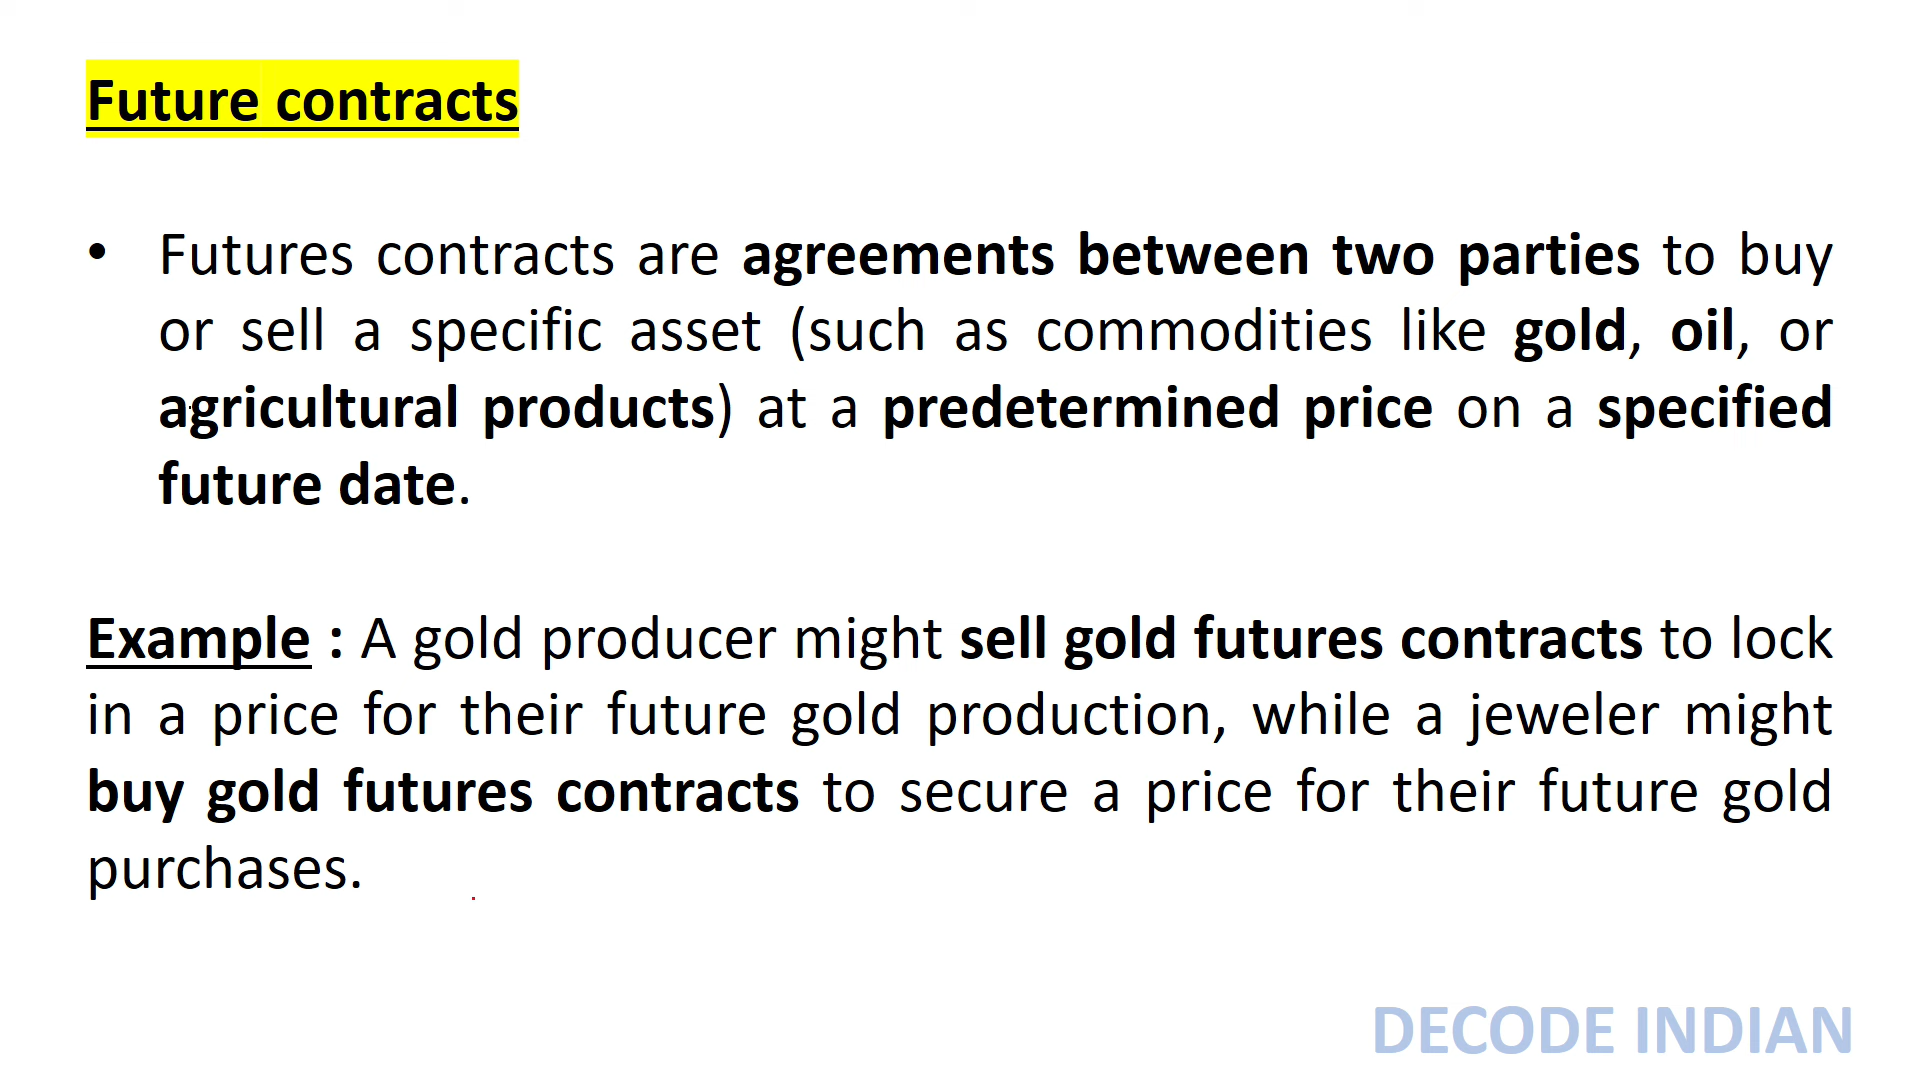 Future contracts
• Futures contracts are agreements between two parties to buy
or sell a specific asset (such as commodities like gold, oil, or
agricultural products) at a predetermined price on a specified
future date.
Example : A gold producer might sell gold futures contracts to lock
in a price for their future gold production, while a jeweler might
buy gold futures contracts to secure a price for their future gold
purchases.
DECODE INDIAN